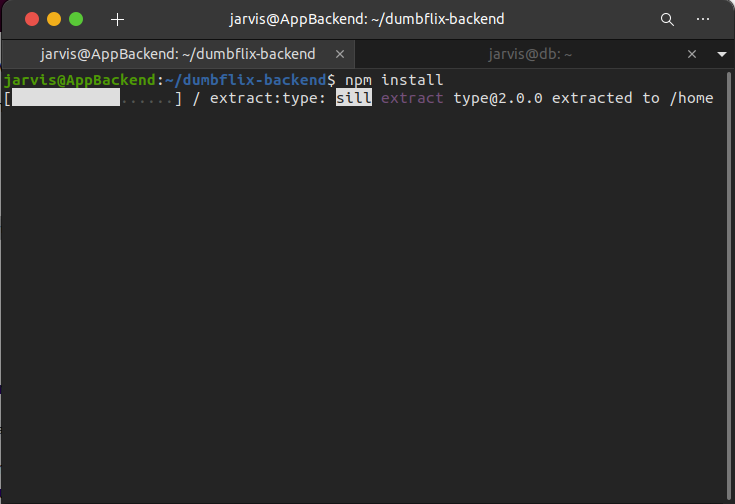 jarvis@AppBackend: ~/dumbflix-backend
jarvis@AppBackend: ~/dumbflix-backend
jarvis@db: ~
jarvis@AppBackend:~/dumbflix-backend$ npm install
[            ......] / extract:type: sill extract type@2.0.0 extracted to /home